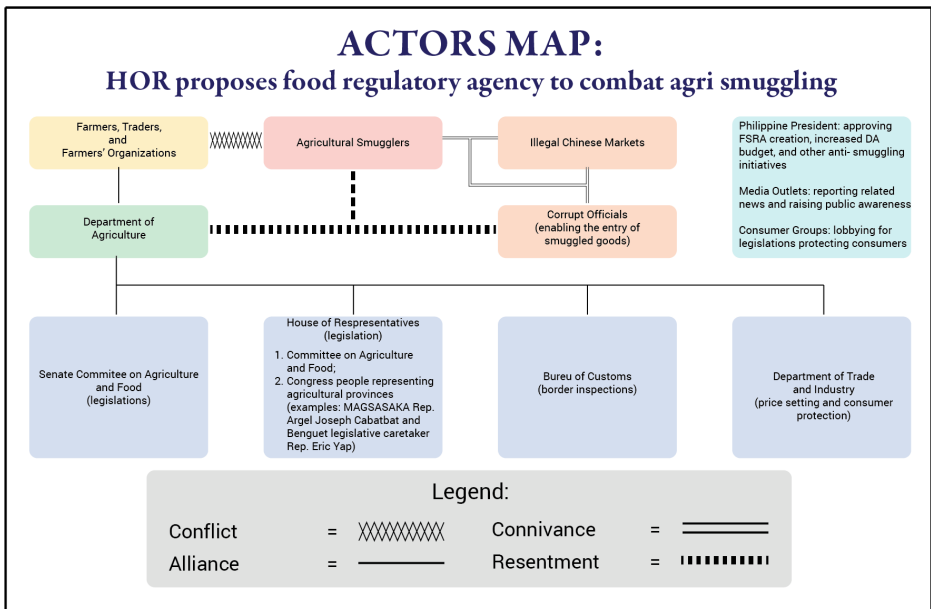 ACTORS MAP:
HOR proposes food regulatory agency to combat agri smuggling
Farmers, Traders,
and
Farmers' Organizations
Agricultural Smugglers
Illegal Chinese Markets
Philippine President: approving
FSRA creation, increased DA
budget, and other anti- smuggling
initiatives
Media Outlets: reporting related
news and raising public awareness
Consumer Groups: lobbying for
legislations protecting consumers
Department of
Agriculture
Corrupt Officials
(enabling the entry of
smuggled goods)
Senate Commitee on Agriculture
and Food
(legislations)
House of Respresentatives
(legislation)
1. Committee on Agriculture
and Food;
2. Congress people representing
agricultural provinces
(examples: MAGSASAKA Rep.
Argel Joseph Cabatbat and
Benguet legislative caretaker
Rep. Eric Yap)
Bureu of Customs
(border inspections)
Department of Trade
and Industry
(price setting and consumer
protection)
Legend:
Conflict =
Connivance =
Alliance =
Resentment =